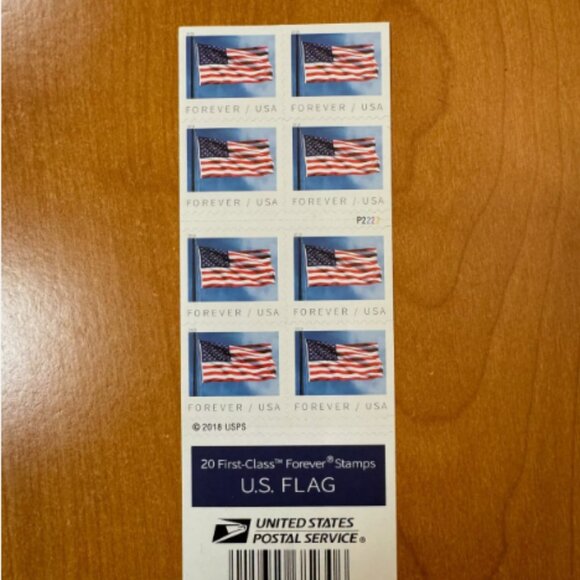 FOREVER / USA FOREVER / USA
FOREVER / USA FOREVER / USA
P2222
FOREVER / USA FOREVER / USA
FOREVER / USA FOREVER / USA
© 2018 USPS
20 First-Class™ Forever® Stamps
U.S. FLAG
UNITED STATES
POSTAL SERVICE®